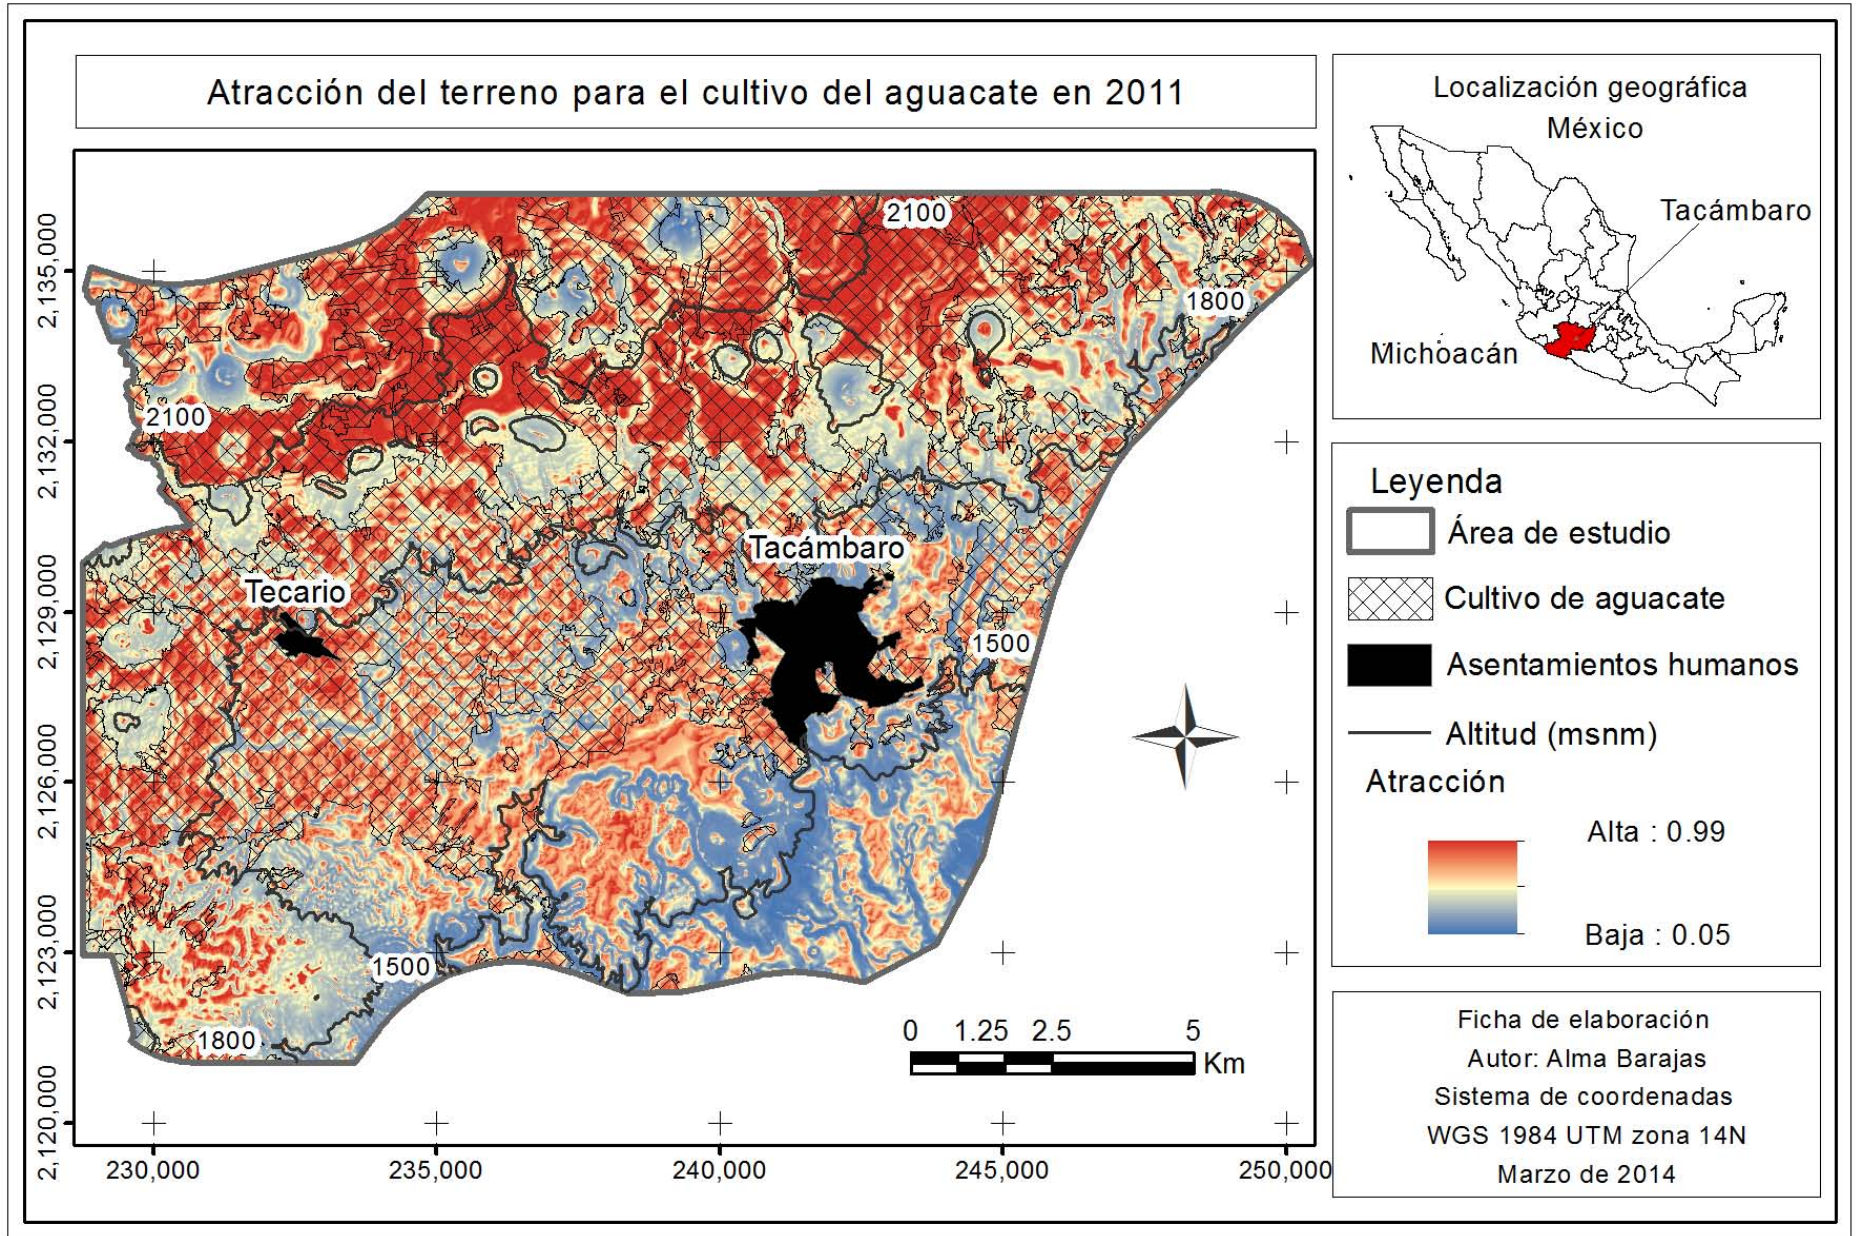 Atracción del terreno para el cultivo del aguacate en 2011
Localización geográfica
México
Tacámbaro
Michoacán
2100
1800
2100
Tacámbaro
Tecario
1500
1500
1800
2,135,000
2,132,000
2,129,000
2,126,000
2,123,000
2,120,000
230,000
235,000
240,000
245,000
250,000
0 1.25 2.5 5
Km
Leyenda
Área de estudio
Cultivo de aguacate
Asentamientos humanos
Altitud (msnm)
Atracción
Alta : 0.99
Baja : 0.05
Ficha de elaboración
Autor: Alma Barajas
Sistema de coordenadas
WGS 1984 UTM zona 14N
Marzo de 2014